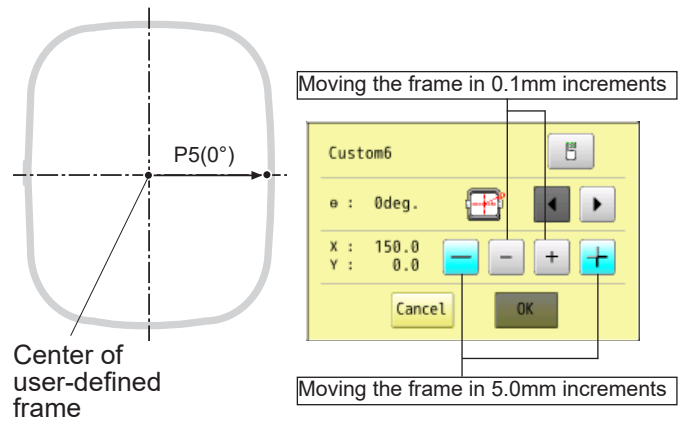 P5(0°)
Center of
user-defined
frame
Moving the frame in 0.1mm increments
Custom6
θ : 0deg.
X : 150.0
Y : 0.0
− − + +
Cancel OK
Moving the frame in 5.0mm increments